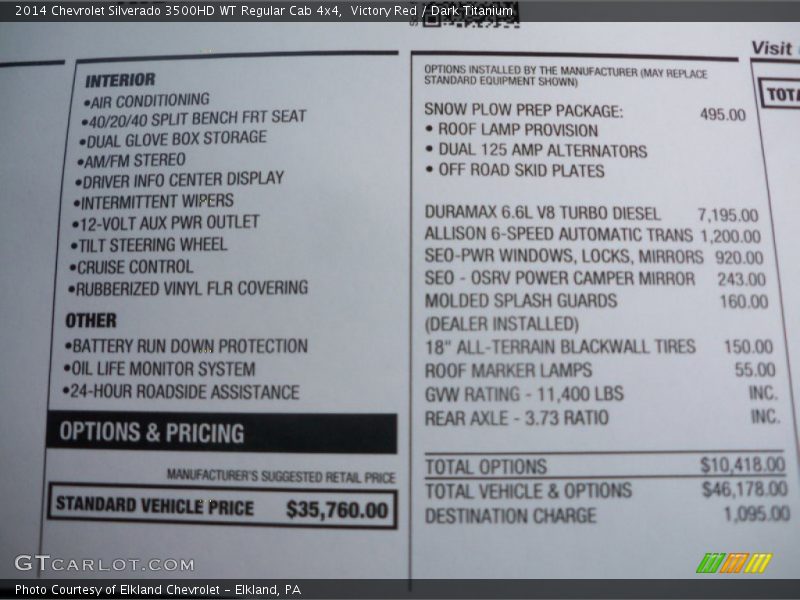 2014 Chevrolet Silverado 3500HD WT Regular Cab 4x4,  Victory Red / Dark Titanium
INTERIOR
•AIR CONDITIONING
•40/20/40 SPLIT BENCH FRT SEAT
•DUAL GLOVE BOX STORAGE
•AM/FM STEREO
•DRIVER INFO CENTER DISPLAY
•INTERMITTENT WIPERS
•12-VOLT AUX PWR OUTLET
•TILT STEERING WHEEL
•CRUISE CONTROL
•RUBBERIZED VINYL FLR COVERING
OTHER
•BATTERY RUN DOWN PROTECTION
•OIL LIFE MONITOR SYSTEM
•24-HOUR ROADSIDE ASSISTANCE
OPTIONS & PRICING
MANUFACTURER'S SUGGESTED RETAIL PRICE
STANDARD VEHICLE PRICE $35,760.00
OPTIONS INSTALLED BY THE MANUFACTURER (MAY REPLACE
STANDARD EQUIPMENT SHOWN)
SNOW PLOW PREP PACKAGE: 495.00
• ROOF LAMP PROVISION
• DUAL 125 AMP ALTERNATORS
• OFF ROAD SKID PLATES
DURAMAX 6.6L V8 TURBO DIESEL 7,195.00
ALLISON 6-SPEED AUTOMATIC TRANS 1,200.00
SEO-PWR WINDOWS, LOCKS, MIRRORS 920.00
SEO - OSRV POWER CAMPER MIRROR 243.00
MOLDED SPLASH GUARDS 160.00
(DEALER INSTALLED)
18" ALL-TERRAIN BLACKWALL TIRES 150.00
ROOF MARKER LAMPS 55.00
GVW RATING - 11,400 LBS INC.
REAR AXLE - 3.73 RATIO INC.
TOTAL OPTIONS $10,418.00
TOTAL VEHICLE & OPTIONS $46,178.00
DESTINATION CHARGE 1,095.00
Visit
TOTA
GTCARLOT.COM
Photo Courtesy of Elkland Chevrolet - Elkland, PA